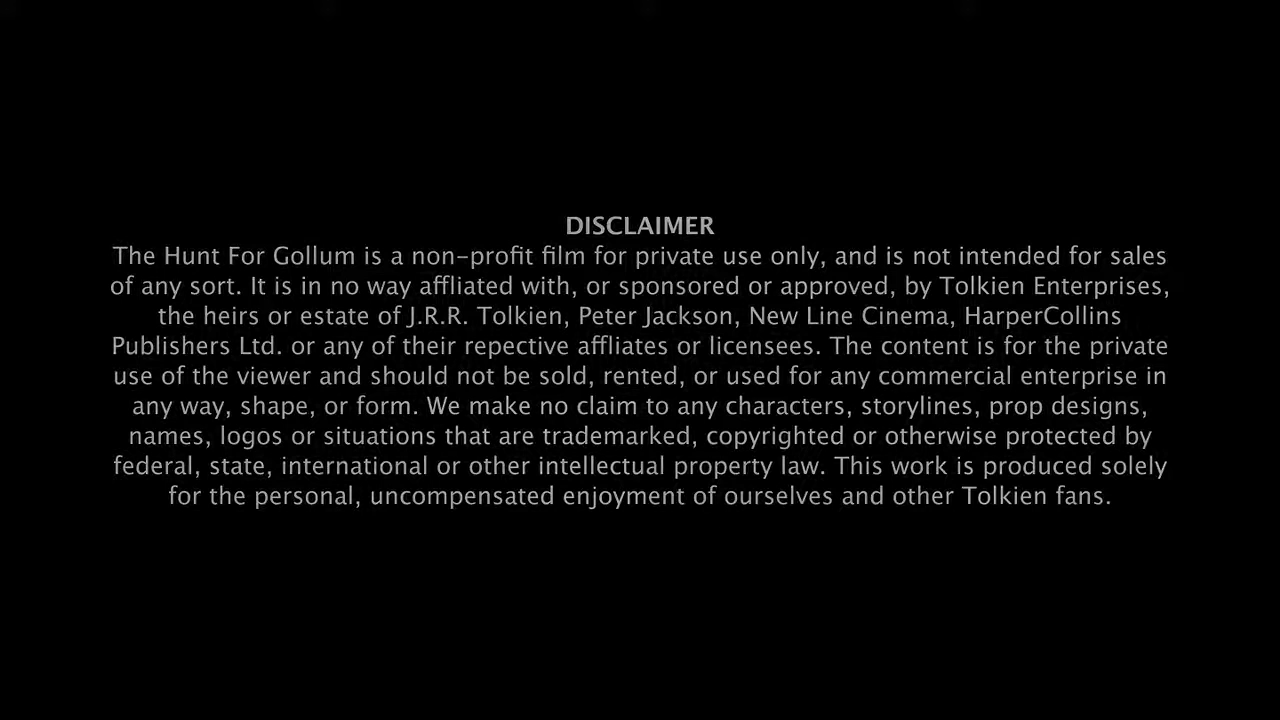 DISCLAIMER
The Hunt For Gollum is a non-profit film for private use only, and is not intended for sales
of any sort. It is in no way affliated with, or sponsored or approved, by Tolkien Enterprises,
the heirs or estate of J.R.R. Tolkien, Peter Jackson, New Line Cinema, HarperCollins
Publishers Ltd. or any of their repective affliates or licensees. The content is for the private
use of the viewer and should not be sold, rented, or used for any commercial enterprise in
any way, shape, or form. We make no claim to any characters, storylines, prop designs,
names, logos or situations that are trademarked, copyrighted or otherwise protected by
federal, state, international or other intellectual property law. This work is produced solely
for the personal, uncompensated enjoyment of ourselves and other Tolkien fans.